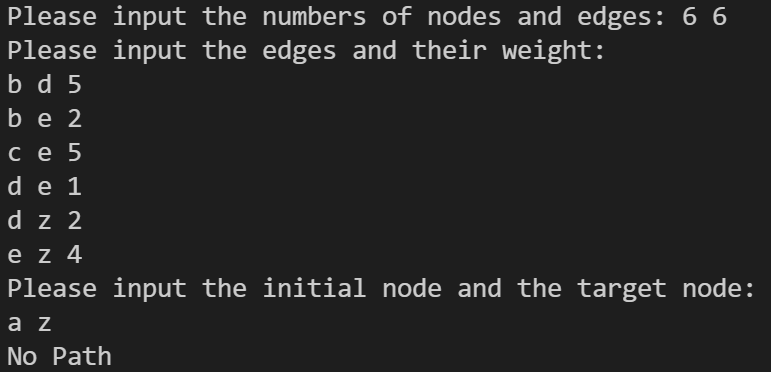 Please input the numbers of nodes and edges: 6 6
Please input the edges and their weight:
b d 5
b e 2
c e 5
d e 1
d z 2
e z 4
Please input the initial node and the target node:
a z
No Path